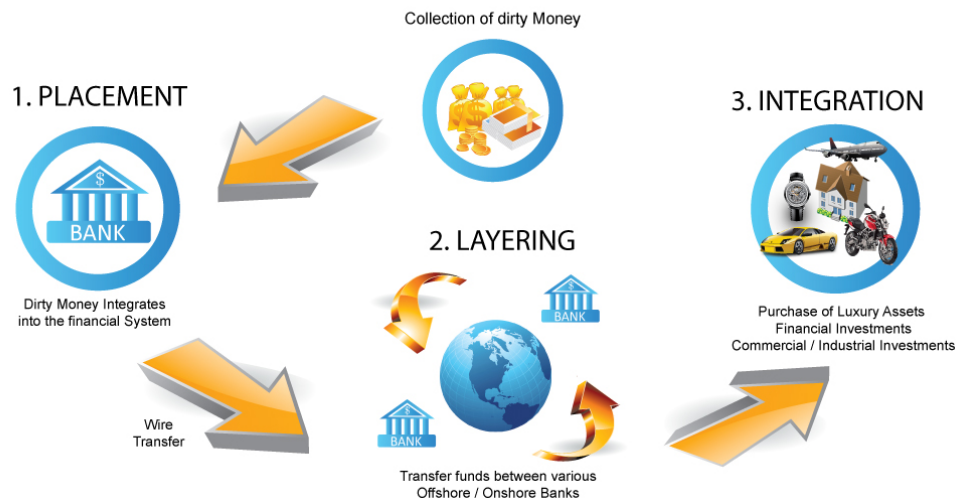 Collection of dirty Money
1. PLACEMENT
$
BANK
Dirty Money Integrates
into the financial System
Wire
Transfer
2. LAYERING
BANK
BANK
Transfer funds between various
Offshore / Onshore Banks
3. INTEGRATION
Purchase of Luxury Assets
Financial Investments
Commercial / Industrial Investments